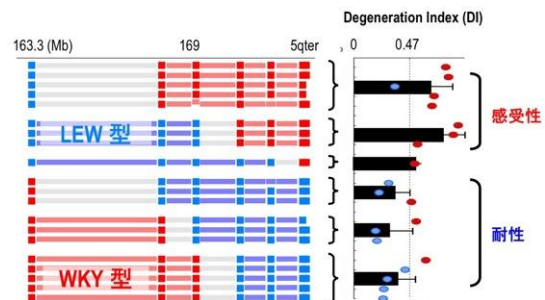 Degeneration Index (DI)
163.3 (Mb) 169 5qter 0 0.47
感受性
LEW 型
耐性
WKY 型